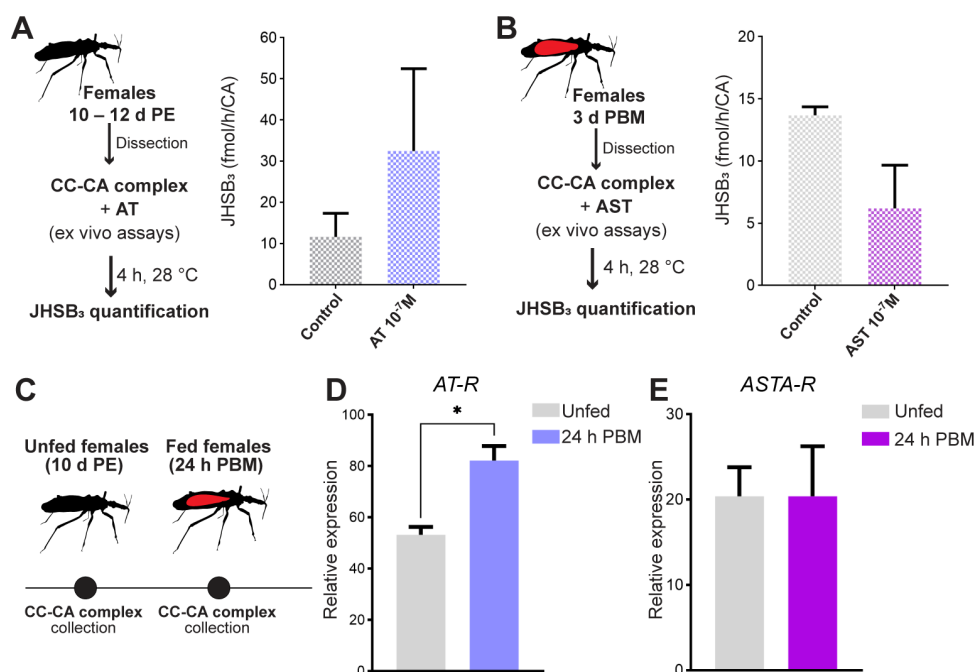 A
Females
10 – 12 d PE
Dissection
CC-CA complex
+ AT
(ex vivo assays)
4 h, 28 °C
JHSB₃ quantification
JHSB₃ (fmol/h/CA)
60
50
40
30
20
10
0
Control
AT 10⁻⁷M
B
Females
3 d PBM
Dissection
CC-CA complex
+ AST
(ex vivo assays)
4 h, 28 °C
JHSB₃ quantification
JHSB₃ (fmol/h/CA)
20
15
10
5
0
Control
AST 10⁻⁷M
C
Unfed females
(10 d PE)
Fed females
(24 h PBM)
CC-CA complex
collection
CC-CA complex
collection
D
AT-R
Unfed
24 h PBM
*
Relative expression
100
80
60
40
20
0
E
ASTA-R
Unfed
24 h PBM
Relative expression
30
20
10
0